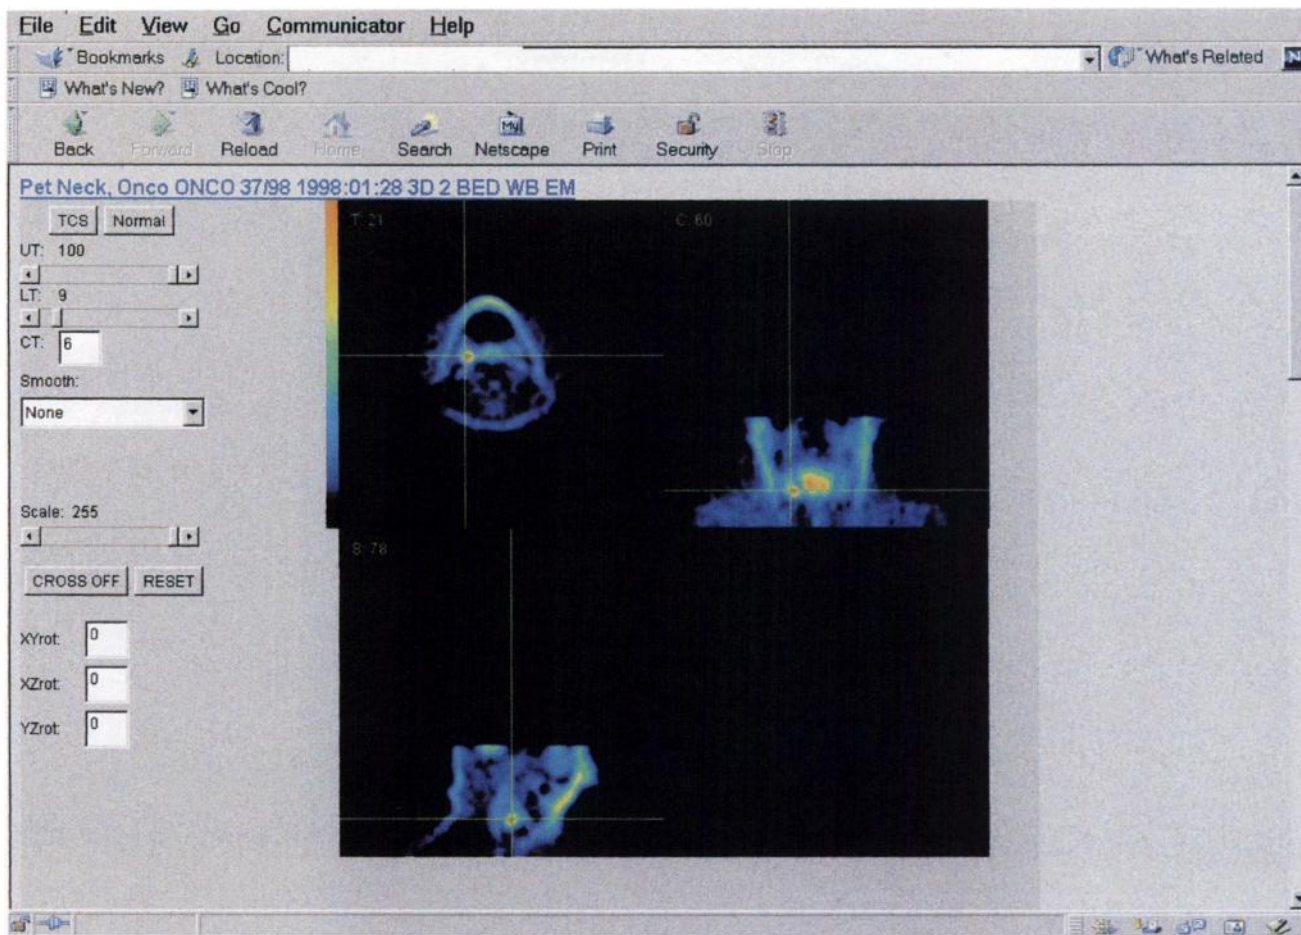 File Edit View Go Communicator Help
Bookmarks Location: What's Related N
What's New? What's Cool?
My
Back Forward Reload Home Search Netscape Print Security Stop
Pet Neck, Onco ONCO 37/98 1998:01:28 3D 2 BED WB EM
TCS Normal
T: 21 C: 60
UT: 100
LT: 9
CT: 6
Smooth:
None
Scale: 255
S: 78
CROSS OFF RESET
XYrot: 0
XZrot: 0
YZrot: 0